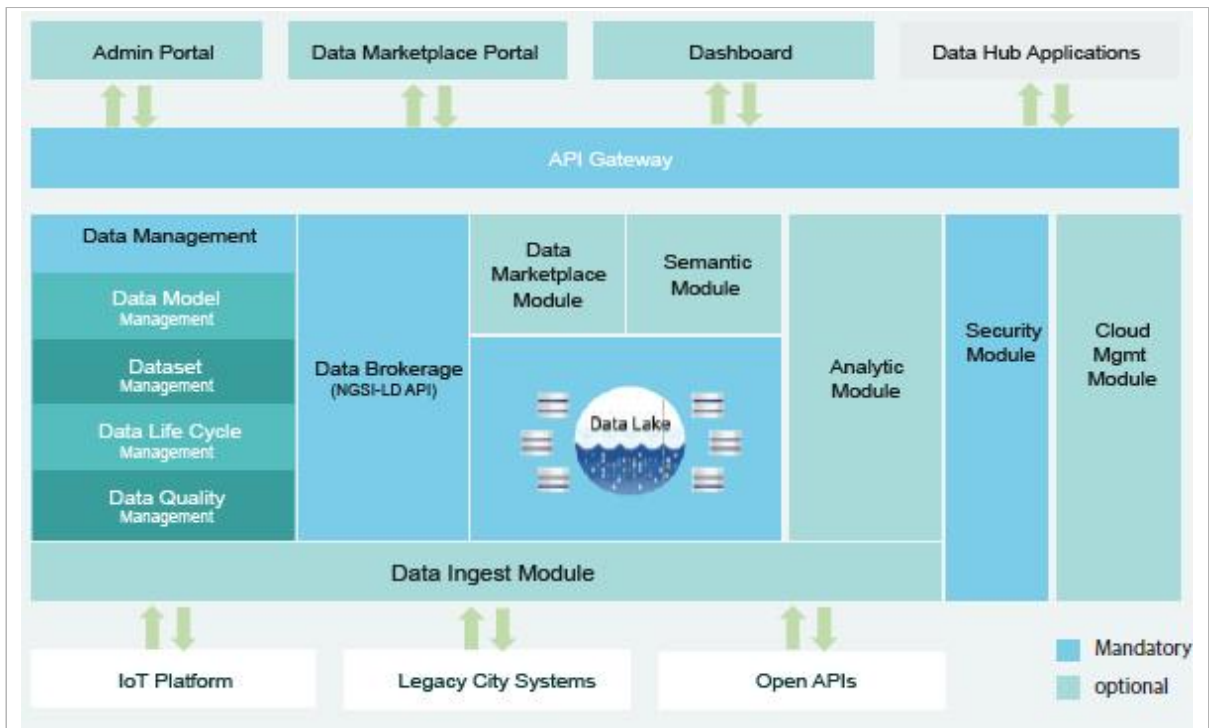 Admin Portal
Data Marketplace Portal
Dashboard
Data Hub Applications
API Gateway
Data Management
Data Model
Management
Dataset
Management
Data Life Cycle
Management
Data Quality
Management
Data Brokerage
(NGSI-LD API)
Data
Marketplace
Module
Semantic
Module
Data Lake
Analytic
Module
Security
Module
Cloud
Mgmt
Module
Data Ingest Module
IoT Platform
Legacy City Systems
Open APIs
Mandatory
optional